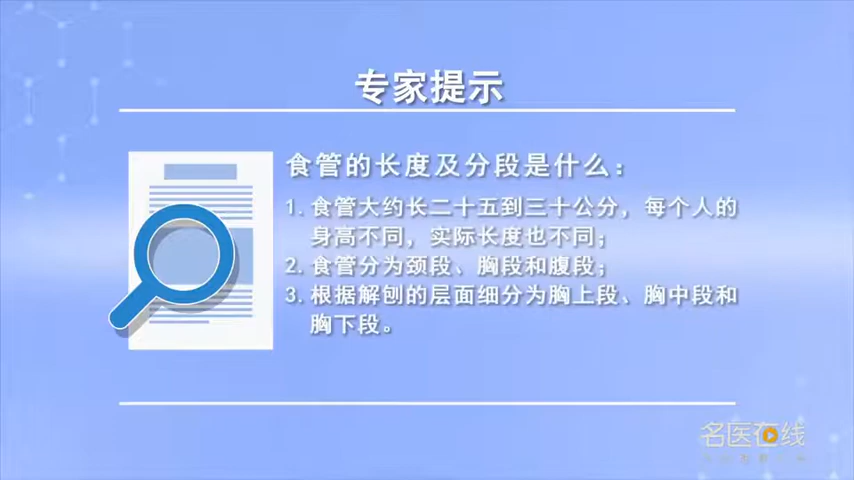 专家提示
食管的长度及分段是什么：
1. 食管大约长二十五到三十公分，每个人的
身高不同，实际长度也不同；
2. 食管分为颈段、胸段和腹段；
3. 根据解刨的层面细分为胸上段、胸中段和
胸下段。
名医在线